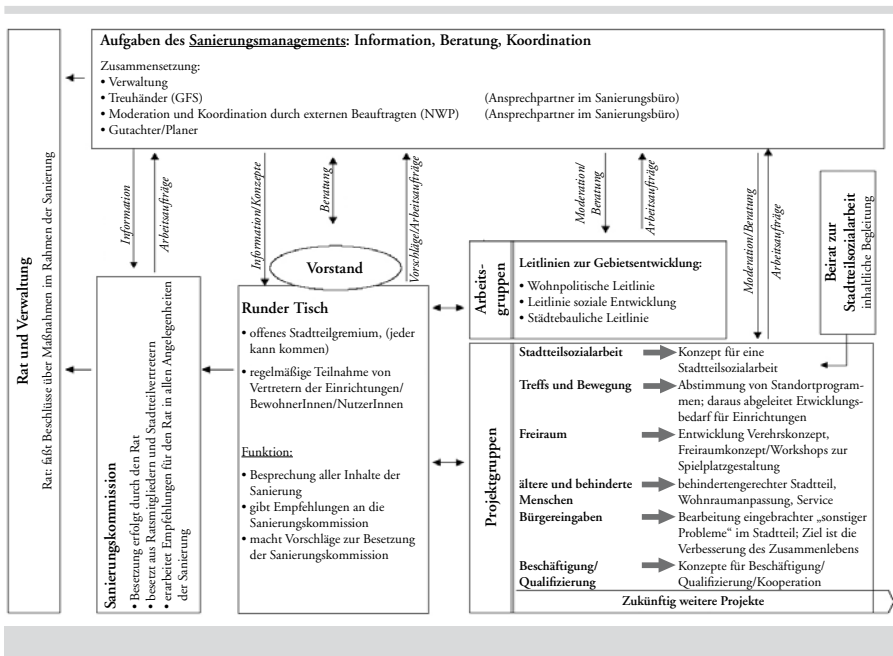 Aufgaben des Sanierungsmanagements: Information, Beratung, Koordination
Zusammensetzung:
• Verwaltung
• Treuhänder (GFS) (Ansprechpartner im Sanierungsbüro)
• Moderation und Koordination durch externen Beauftragten (NWP) (Ansprechpartner im Sanierungsbüro)
• Gutachter/Planer
Rat und Verwaltung
Rat: faßt Beschlüsse über Maßnahmen im Rahmen der Sanierung
Information
Arbeitsaufträge
Information/Konzepte
Beratung
Vorschläge/Arbeitsaufträge
Moderation/
Beratung
Arbeitsaufträge
Moderation/Beratung
Arbeitsaufträge
Beirat zur
Stadtteilsozialarbeit
inhaltliche Begleitung
Sanierungskommission
• Besetzung erfolgt durch den Rat
• besetzt aus Ratsmitgliedern und Stadtteilvertretern
• erarbeitet Empfehlungen für den Rat in allen Angelegenheiten
der Sanierung
Vorstand
Runder Tisch
• offenes Stadtteilgremium, (jeder
kann kommen)
• regelmäßige Teilnahme von
Vertretern der Einrichtungen/
BewohnerInnen/NutzerInnen
Funktion:
• Besprechung aller Inhalte der
Sanierung
• gibt Empfehlungen an die
Sanierungskommission
• macht Vorschläge zur Besetzung
der Sanierungskommission
Arbeits-
gruppen
Leitlinien zur Gebietsentwicklung:
• Wohnpolitische Leitlinie
• Leitlinie soziale Entwicklung
• Städtebauliche Leitlinie
Projektgruppen
Stadtteilsozialarbeit Konzept für eine
Stadtteilsozialarbeit
Treffs und Bewegung Abstimmung von Standortprogram-
men; daraus abgeleitet Etwicklungs-
bedarf für Einrichtungen
Freiraum Entwicklung Verehrskonzept,
Freiraumkonzept/Workshops zur
Spielplatzgestaltung
ältere und behinderte behindertengerechter Stadtteil,
Menschen Wohnraumanpassung, Service
Bürgereingaben Bearbeitung eingebrachter „sonstiger
Probleme“ im Stadtteil; Ziel ist die
Verbesserung des Zusammenlebens
Beschäftigung/ Konzepte für Beschäftigung/
Qualifizierung Qualifizierung/Kooperation
Zukünftig weitere Projekte